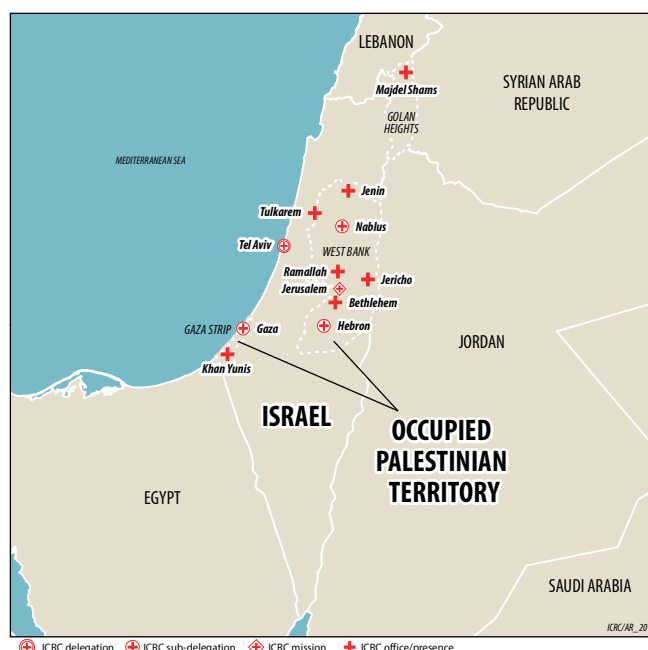 LEBANON
Majdel Shams
SYRIAN ARAB
REPUBLIC
GOLAN
HEIGHTS
MEDITERRANEAN SEA
Jenin
Tulkarem
Nablus
Tel Aviv
WEST BANK
Ramallah
Jericho
Jerusalem
Bethlehem
GAZA STRIP
Gaza
Hebron
JORDAN
Khan Yunis
ISRAEL
OCCUPIED
PALESTINIAN
TERRITORY
EGYPT
SAUDI ARABIA
ICRC/AR_20
ICRC delegation ICRC sub-delegation ICRC mission ICRC office/presence